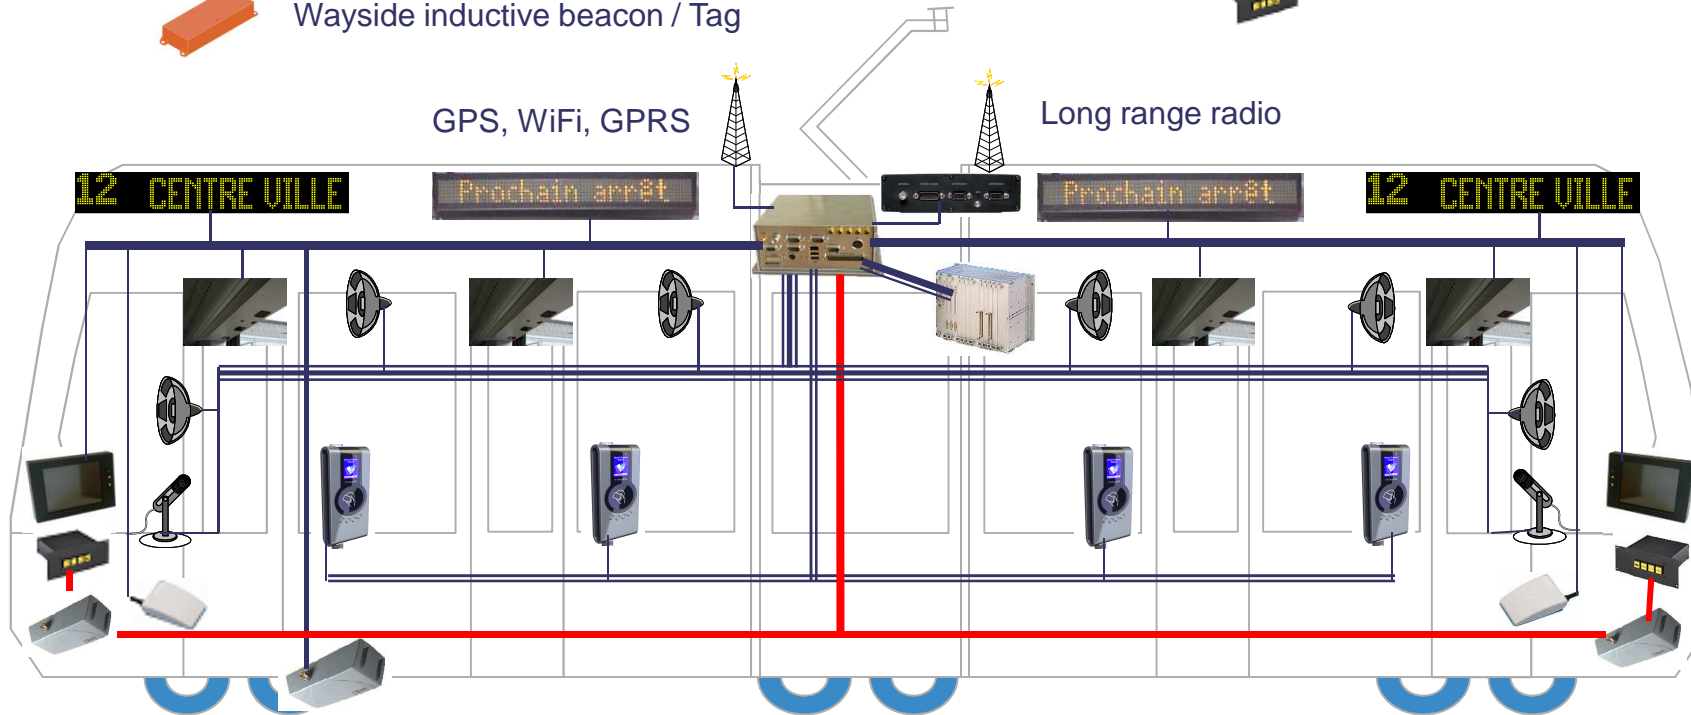 Wayside inductive beacon / Tag
GPS, WiFi, GPRS
Long range radio
12 CENTRE VILLE
Prochain arrêt
Prochain arrêt
12 CENTRE VILLE